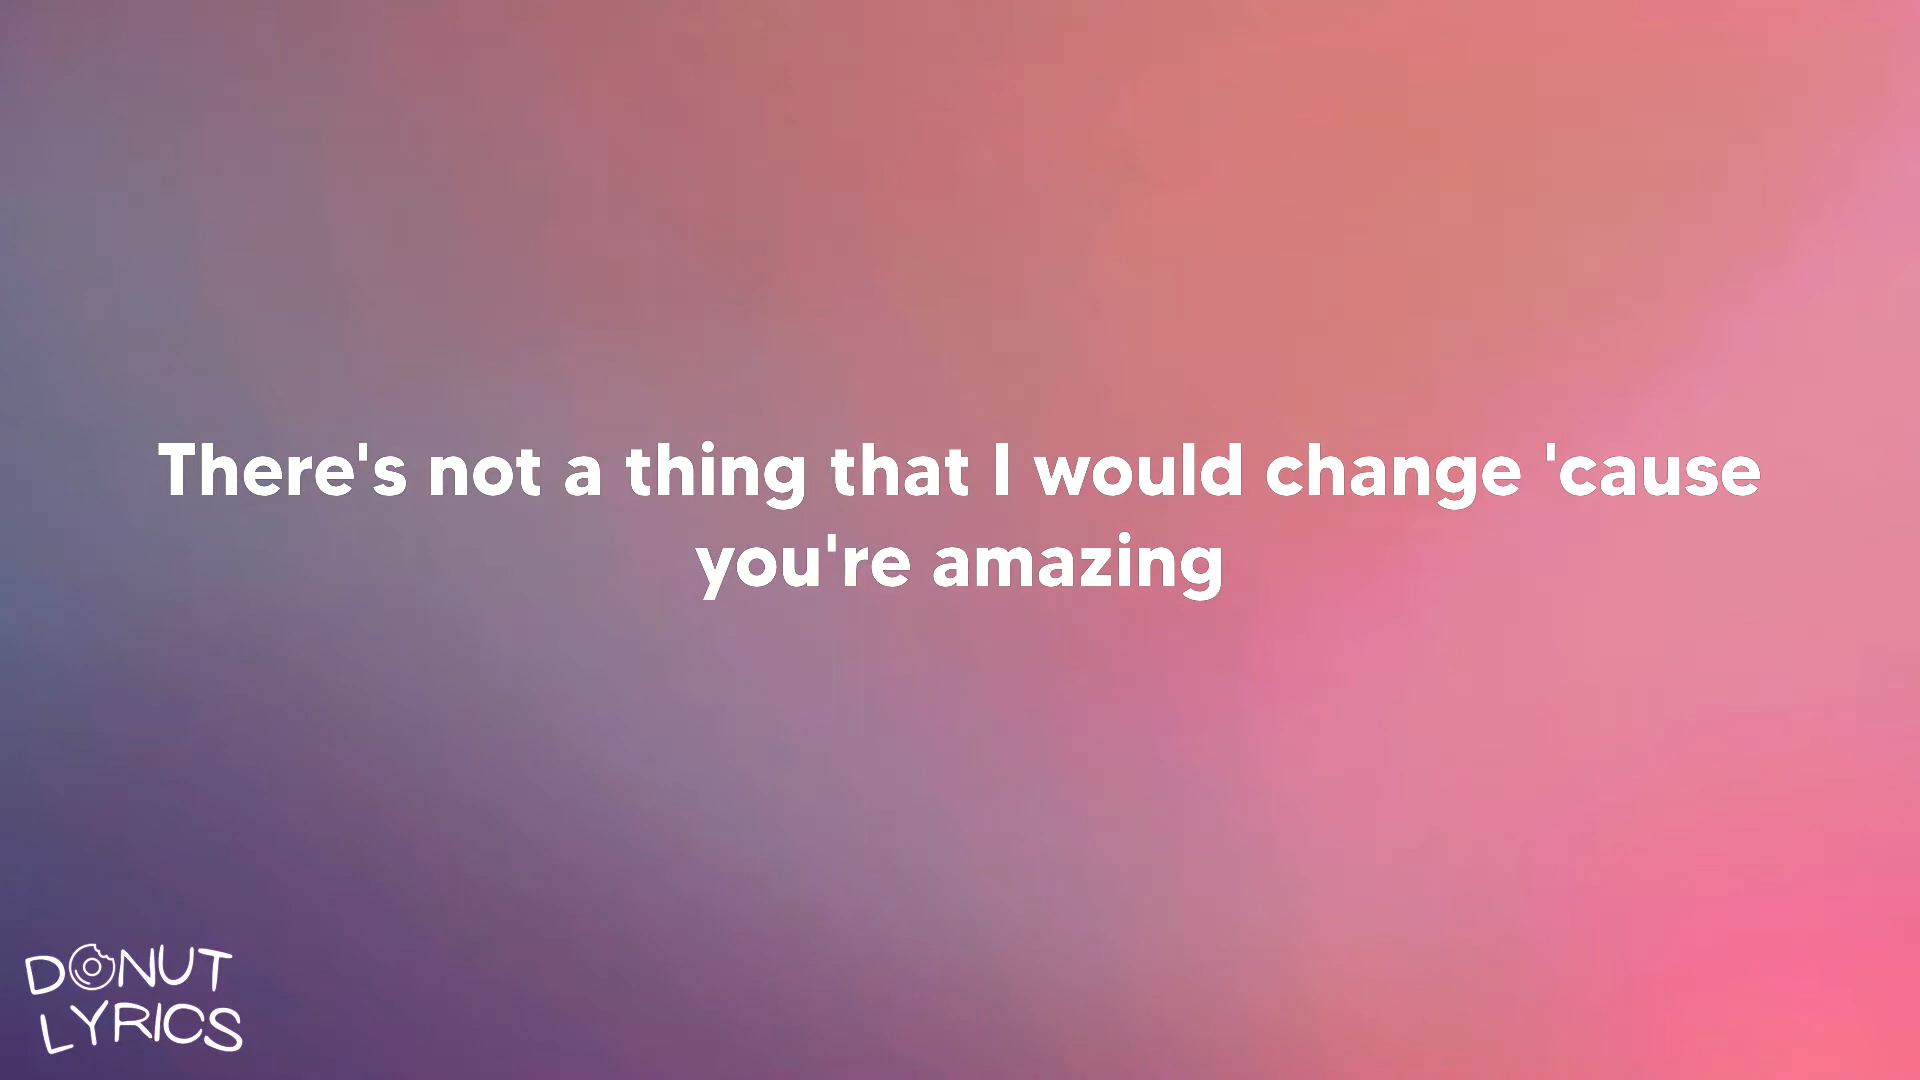 There's not a thing that I would change 'cause
you're amazing
DONUT
LYRICS